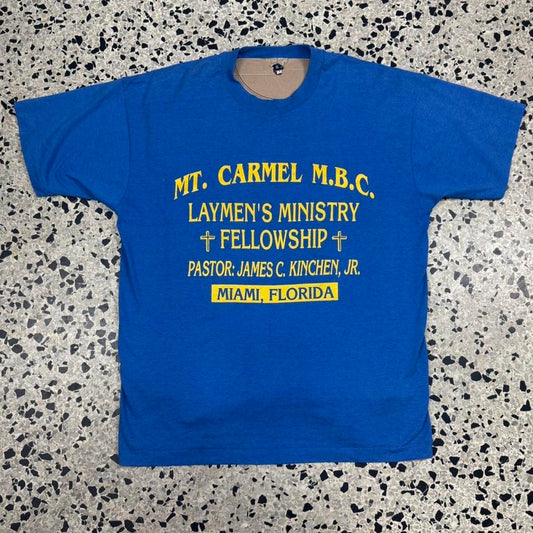 MT. CARMEL M.B.C.
LAYMEN'S MINISTRY
FELLOWSHIP
PASTOR: JAMES C. KINCHEN, JR.
MIAMI, FLORIDA